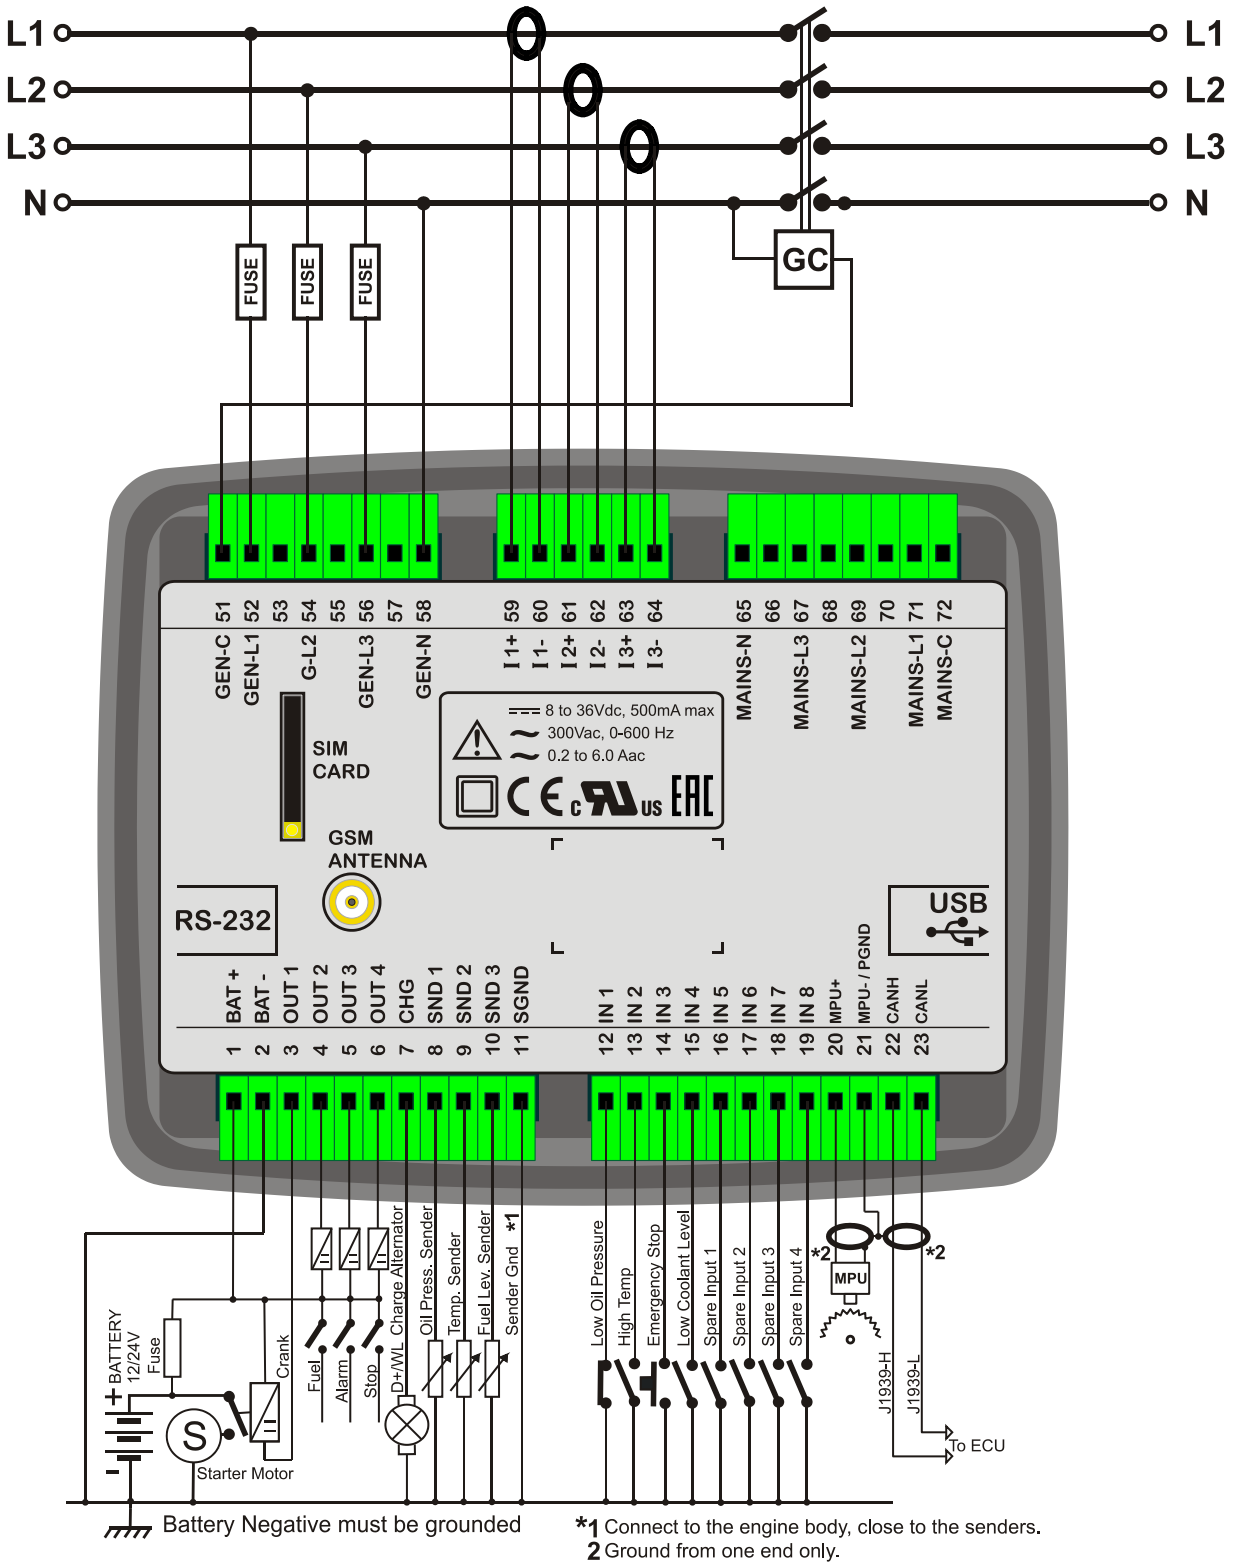 L1
L1
L2
L2
L3
L3
N
N
GC
FUSE
FUSE
FUSE
51
52
53
54
55
56
57
58
59
60
61
62
63
64
65
66
67
68
69
70
71
72
GEN-C
GEN-L1
G-L2
GEN-L3
GEN-N
I1+
I1-
I2+
I2-
I3+
I3-
MAINS-N
MAINS-L3
MAINS-L2
MAINS-L1
MAINS-C
8 to 36Vdc, 500mA max
300Vac, 0-600 Hz
0.2 to 6.0 Aac
CE
c RU US
EAC
SIM
CARD
GSM
ANTENNA
RS-232
USB
BAT +
BAT -
OUT 1
OUT 2
OUT 3
OUT 4
CHG
SND 1
SND 2
SND 3
SGND
IN 1
IN 2
IN 3
IN 4
IN 5
IN 6
IN 7
IN 8
MPU+
MPU- / PGND
CANH
CANL
1
2
3
4
5
6
7
8
9
10
11
12
13
14
15
16
17
18
19
20
21
22
23
BATTERY
12/24V
Fuse
+
-
S
Starter Motor
Crank
Fuel
Alarm
Stop
D+/WL Charge Alternator
Oil Press. Sender
Temp. Sender
Fuel Lev. Sender
Sender Gnd *1
Low Oil Pressure
High Temp
Emergency Stop
Low Coolant Level
Spare Input 1
Spare Input 2
Spare Input 3
Spare Input 4
*2
*2
MPU
J1939-H
J1939-L
To ECU
Battery Negative must be grounded
*1 Connect to the engine body, close to the senders.
2 Ground from one end only.